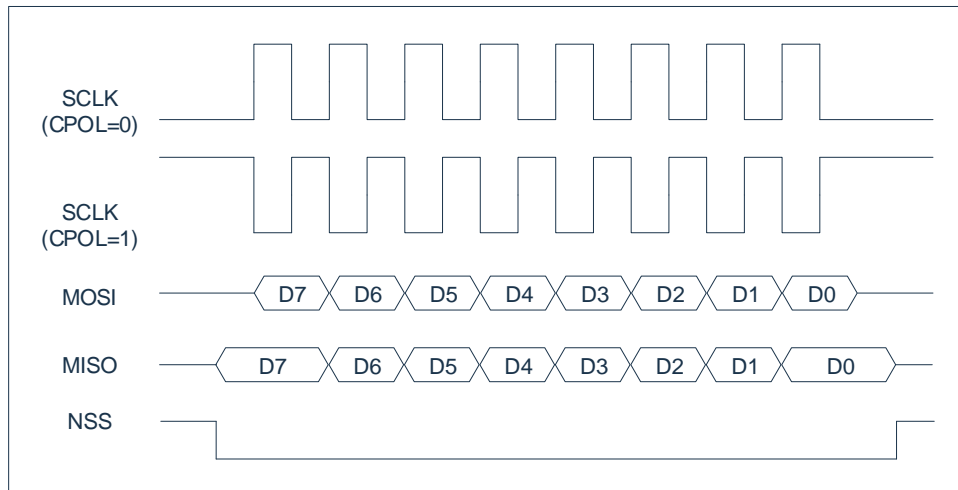 SCLK
(CPOL=0)
SCLK
(CPOL=1)
MOSI D7 D6 D5 D4 D3 D2 D1 D0
MISO D7 D6 D5 D4 D3 D2 D1 D0
NSS